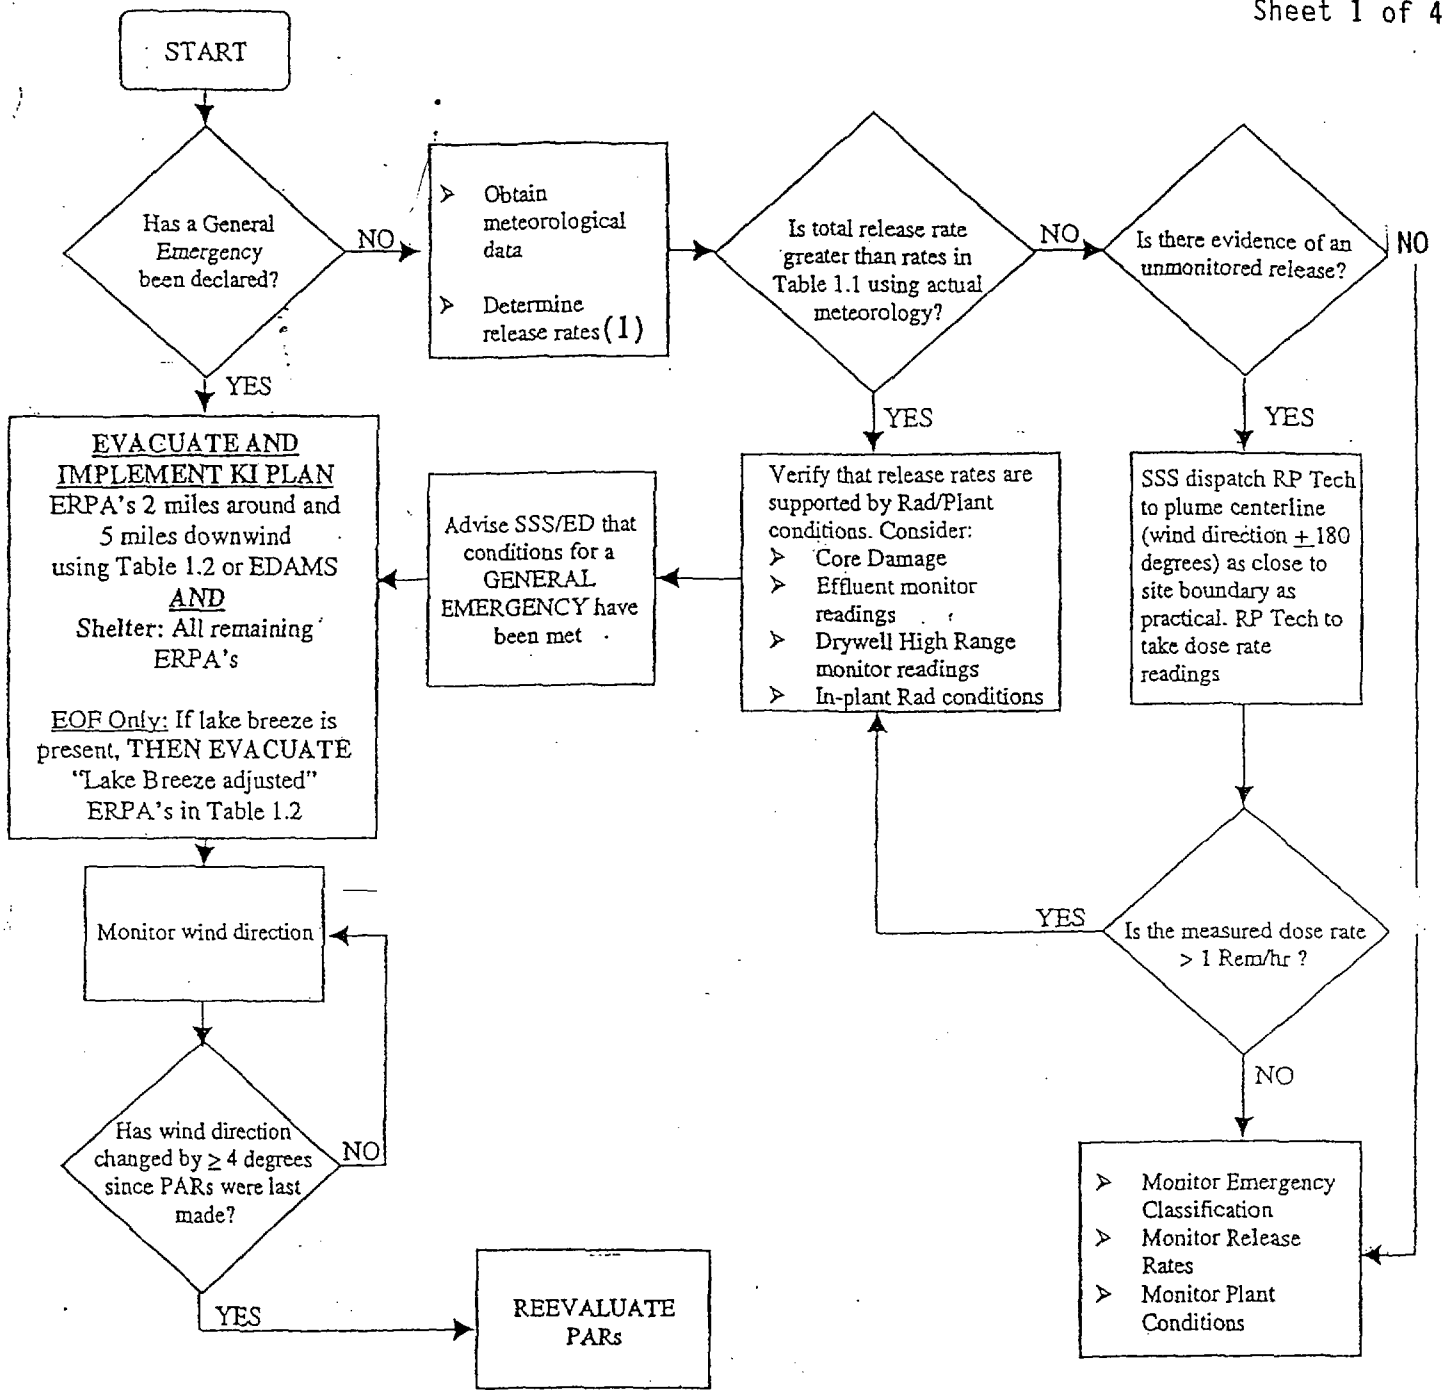 Sheet 1 of 4
START
Has a General
Emergency
been declared?
NO
➢ Obtain
meteorological
data
➢ Determine
release rates (1)
Is total release rate
greater than rates in
Table 1.1 using actual
meteorology?
NO
Is there evidence of an
unmonitored release?
NO
YES
YES
YES
EVACUATE AND
IMPLEMENT KI PLAN
ERPA's 2 miles around and
5 miles downwind
using Table 1.2 or EDAMS
AND
Shelter: All remaining
ERPA's
EOF Only: If lake breeze is
present, THEN EVACUATE
"Lake Breeze adjusted"
ERPA's in Table 1.2
Advise SSS/ED that
conditions for a
GENERAL
EMERGENCY have
been met
Verify that release rates are
supported by Rad/Plant
conditions. Consider:
➢ Core Damage
➢ Effluent monitor
readings
➢ Drywell High Range
monitor readings
➢ In-plant Rad conditions
SSS dispatch RP Tech
to plume centerline
(wind direction ± 180
degrees) as close to
site boundary as
practical. RP Tech to
take dose rate
readings
Monitor wind direction
YES
Is the measured dose rate
> 1 Rem/hr ?
NO
Has wind direction
changed by ≥ 4 degrees
since PARs were last
made?
NO
YES
REEVALUATE
PARs
➢ Monitor Emergency
Classification
➢ Monitor Release
Rates
➢ Monitor Plant
Conditions